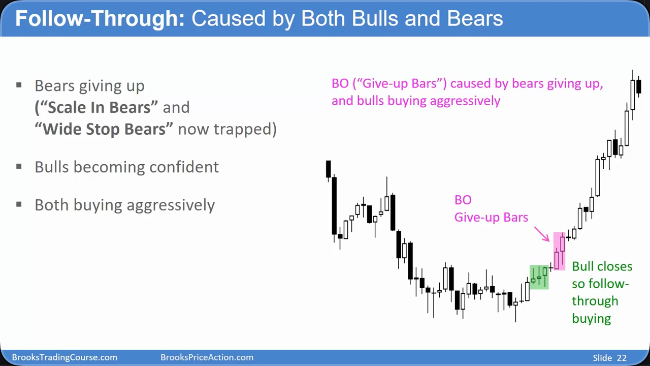 Follow-Through: Caused by Both Bulls and Bears
▪ Bears giving up
("Scale In Bears" and
"Wide Stop Bears" now trapped)
▪ Bulls becoming confident
▪ Both buying aggressively
BO ("Give-up Bars") caused by bears giving up,
and bulls buying aggressively
BO
Give-up Bars
Bull closes
so follow-
through
buying
BrooksTradingCourse.com
BrooksPriceAction.com
Slide 22